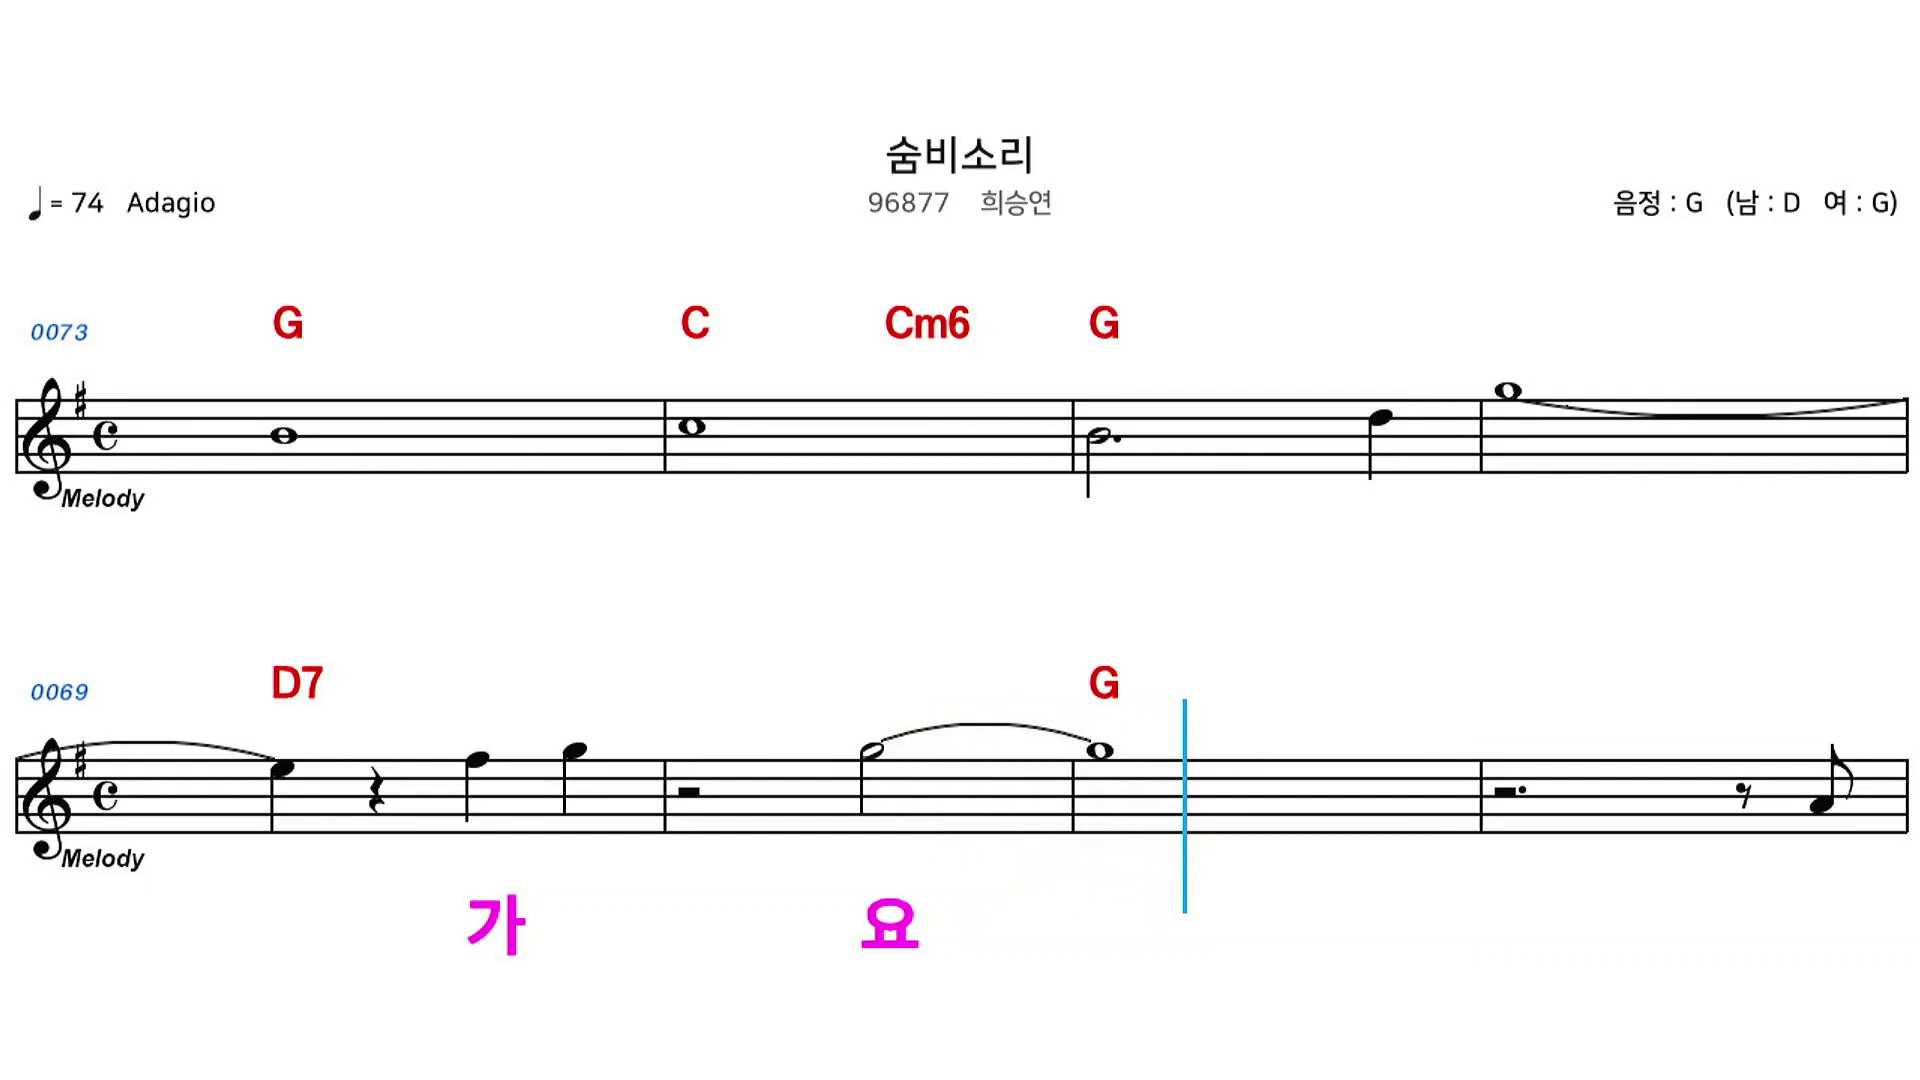 숨비소리
= 74 Adagio
96877 희승연
음정 : G (남 : D 여 : G)
0073 G C Cm6 G
Melody
0069 D7 G
Melody
가 요